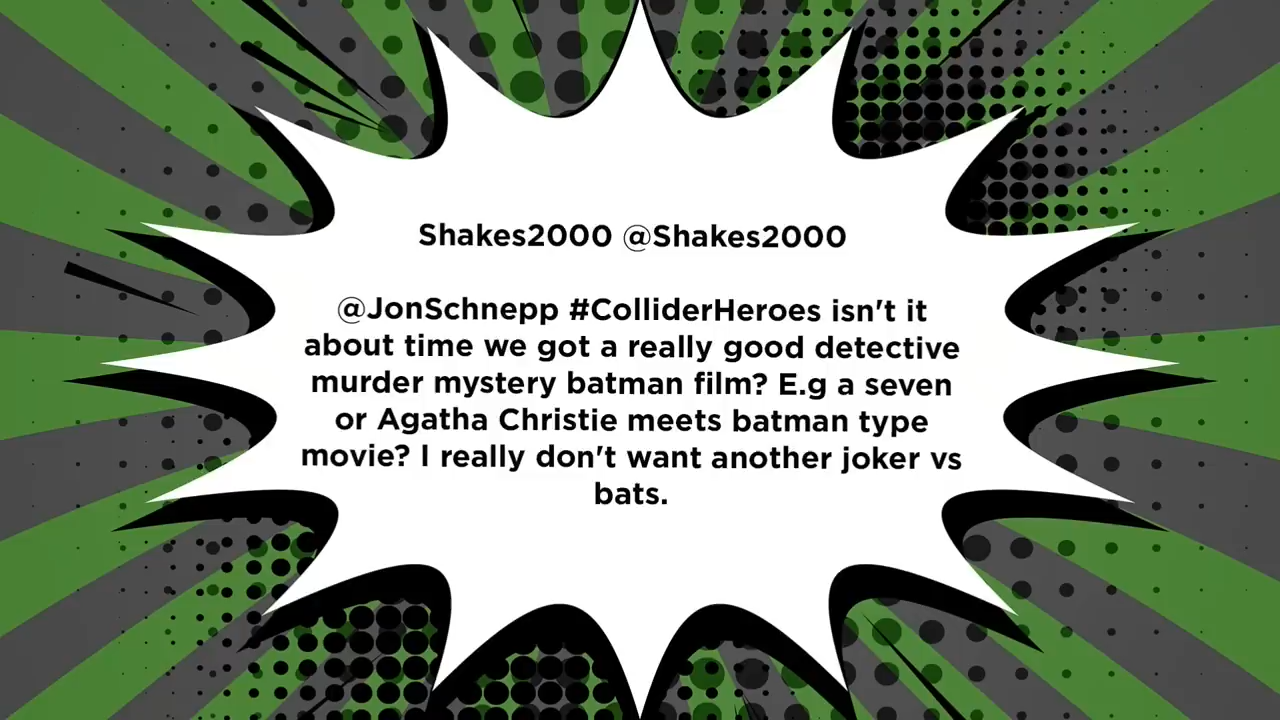 Shakes2000 @Shakes2000
@JonSchnepp #ColliderHeroes isn't it
about time we got a really good detective
murder mystery batman film? E.g a seven
or Agatha Christie meets batman type
movie? I really don't want another joker vs
bats.